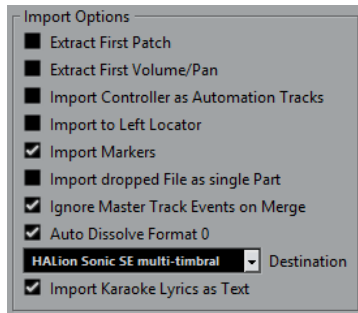 Import Options
Extract First Patch
Extract First Volume/Pan
Import Controller as Automation Tracks
Import to Left Locator
Import Markers
Import dropped File as single Part
Ignore Master Track Events on Merge
Auto Dissolve Format 0
HALion Sonic SE multi-timbral Destination
Import Karaoke Lyrics as Text